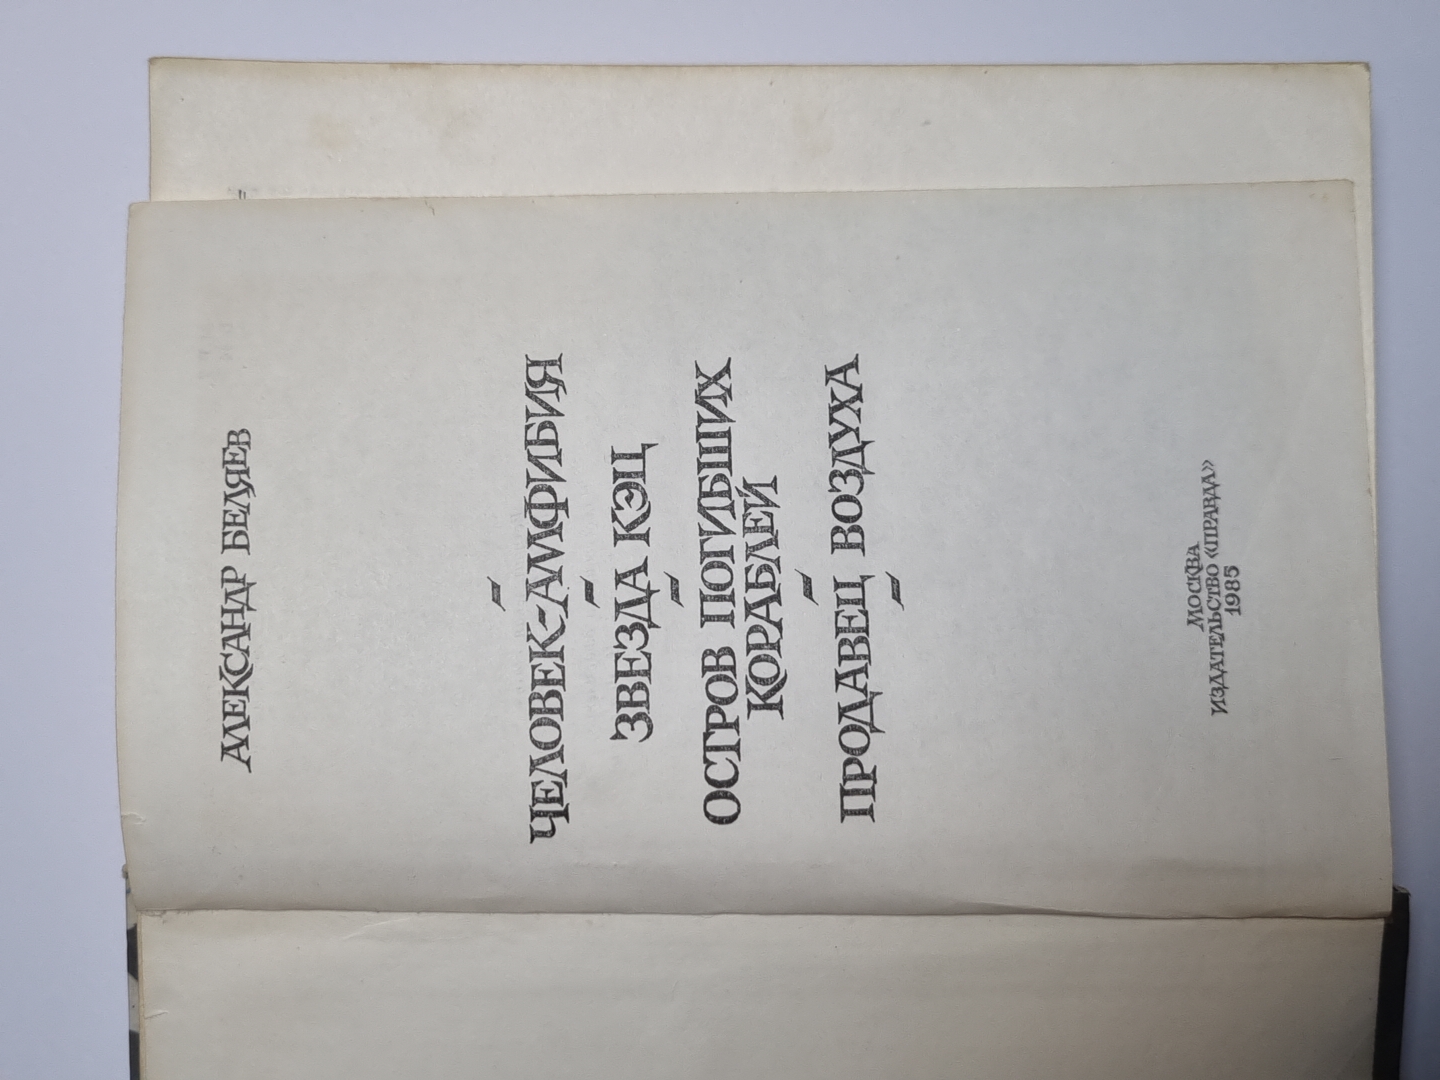 АЛЕКСАНДР БЕЛЯЕВ
ЧЕЛОВЕК-АМФИБИЯ
ЗВЕЗДА КЭЦ
ОСТРОВ ПОГИБШИХ
КОРАБЛЕЙ
ПРОДАВЕЦ ВОЗДУХА
МОСКВА
ИЗДАТЕЛЬСТВО «ПРАВДА»
1985